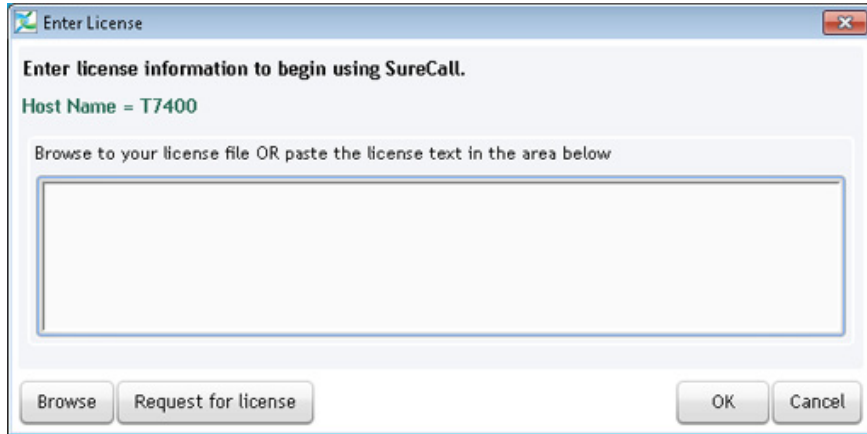 Enter License
Enter license information to begin using SureCall.
Host Name = T7400
Browse to your license file OR paste the license text in the area below
Browse
Request for license
OK
Cancel